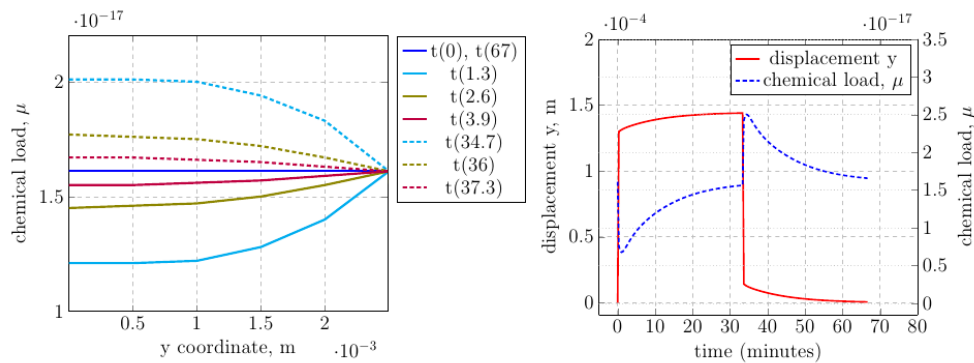 ·10⁻¹⁷
chemical load, μ
2
1.5
1
0.5
1
1.5
2
y coordinate, m
·10⁻³
t(0), t(67)
t(1.3)
t(2.6)
t(3.9)
t(34.7)
t(36)
t(37.3)
·10⁻⁴
·10⁻¹⁷
displacement y, m
2
1.5
1
0.5
0
displacement y
chemical load, μ
3.5
3
2.5
2
1.5
1
0.5
0
chemical load, μ
0
10
20
30
40
50
60
70
80
time (minutes)